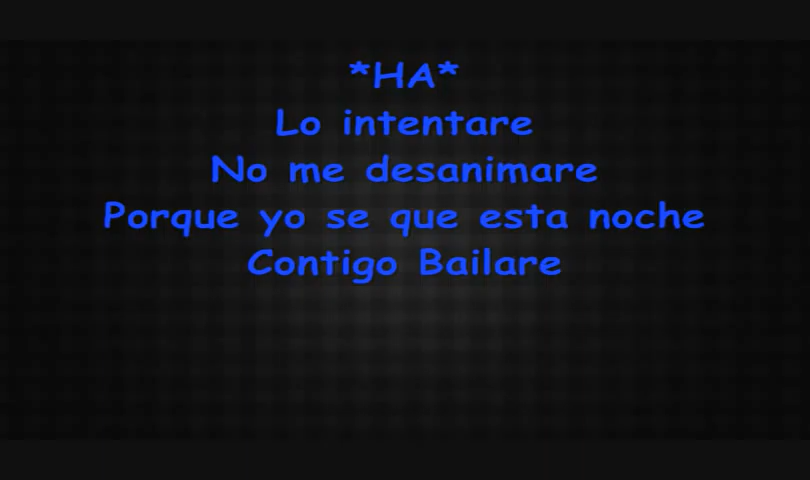 *HA*
Lo intentare
No me desanimare
Porque yo se que esta noche
Contigo Bailare